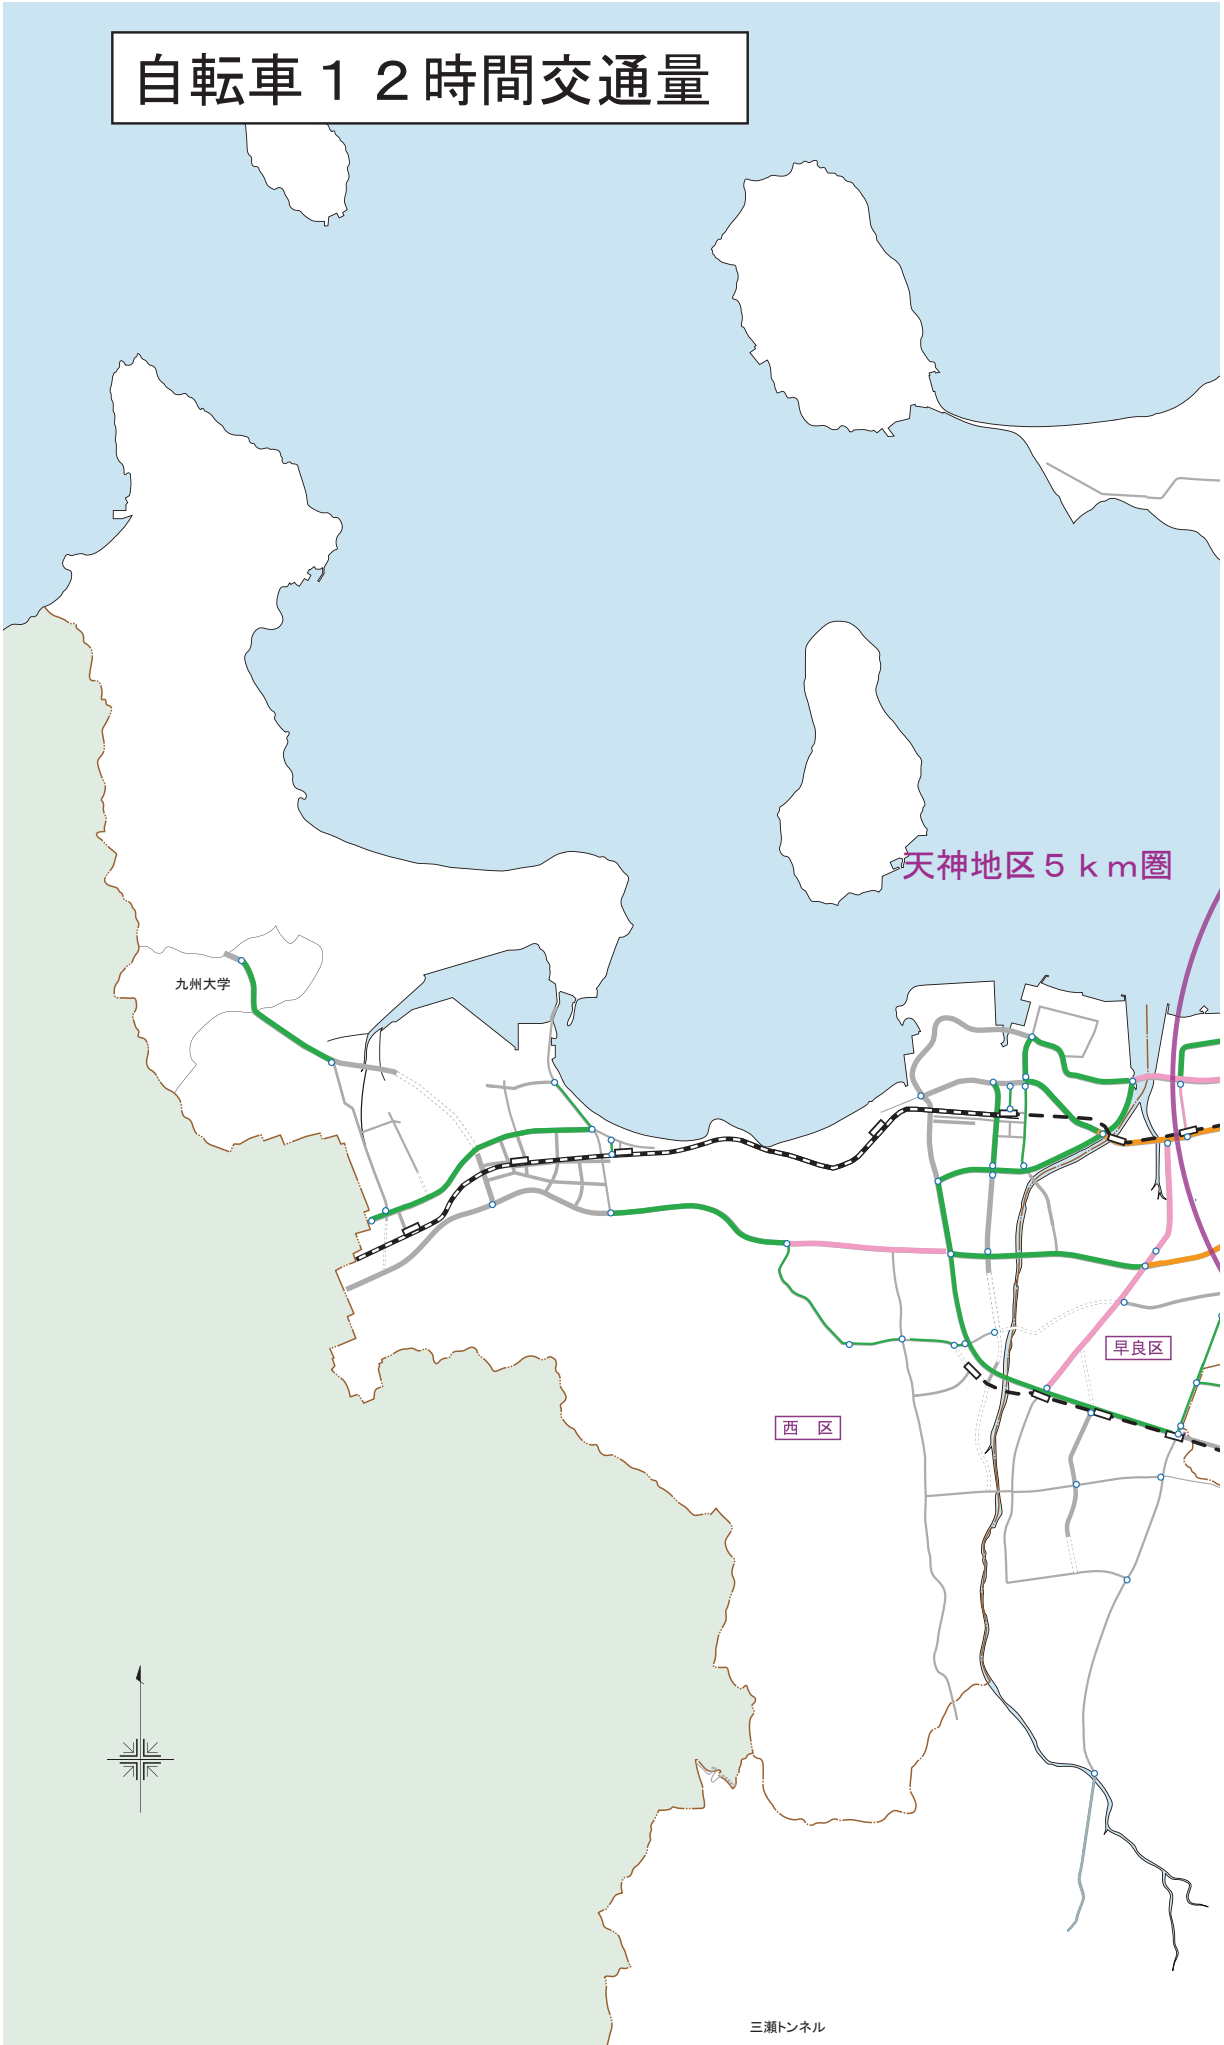 自転車１２時間交通量
天神地区５ｋｍ圏
九州大学
早良区
西　区
三瀬トンネル